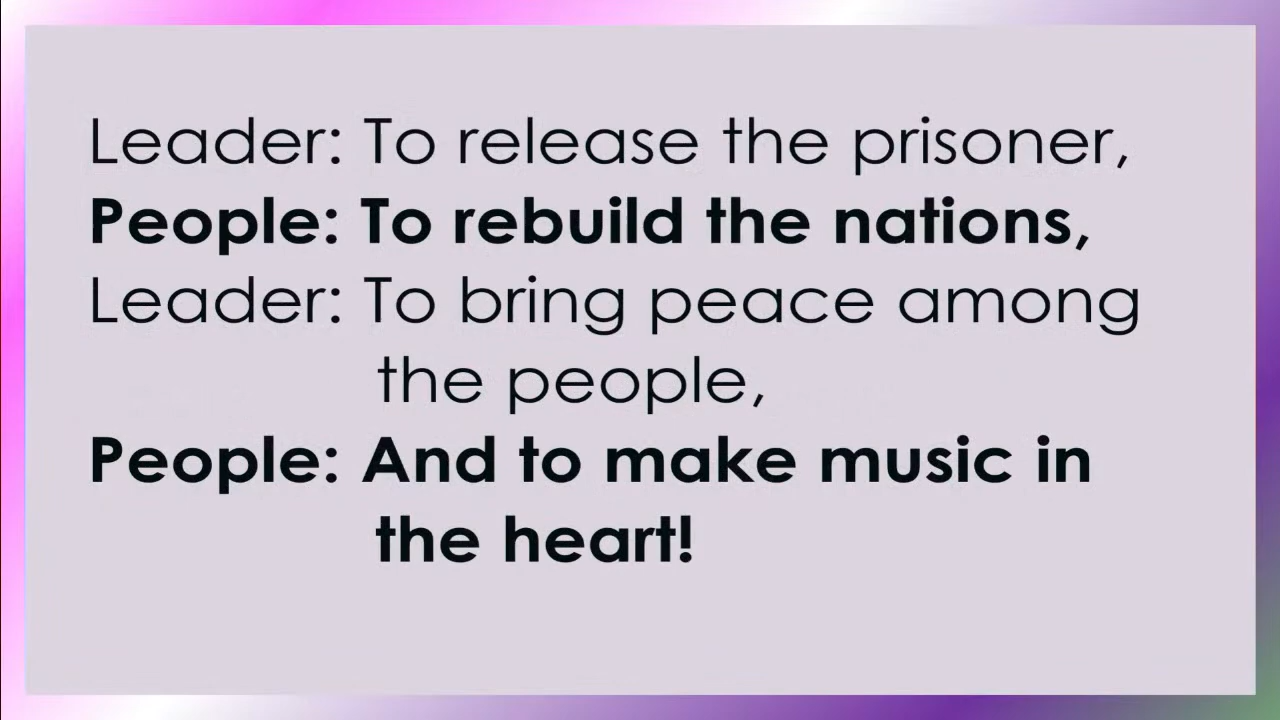 Leader: To release the prisoner,
People: To rebuild the nations,
Leader: To bring peace among
the people,
People: And to make music in
the heart!